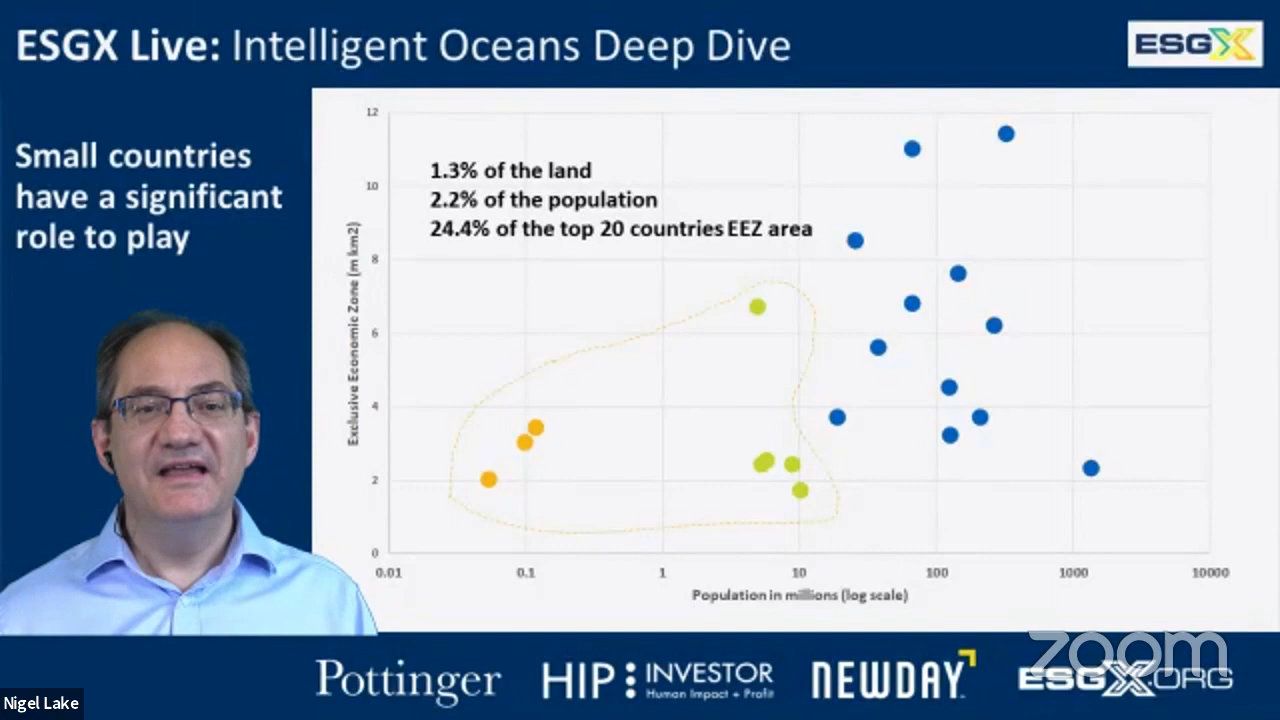 ESGX Live: Intelligent Oceans Deep Dive
ESGX
Small countries
have a significant
role to play
1.3% of the land
2.2% of the population
24.4% of the top 20 countries EEZ area
Exclusive Economic Zone (m km2)
12
10
8
6
4
2
0
0.01
0.1
1
10
100
1000
10000
Population in millions (log scale)
Pottinger
HIP INVESTOR
Human Impact + Profit
NEWDAY
ESGX.ORG
zoom
Nigel Lake